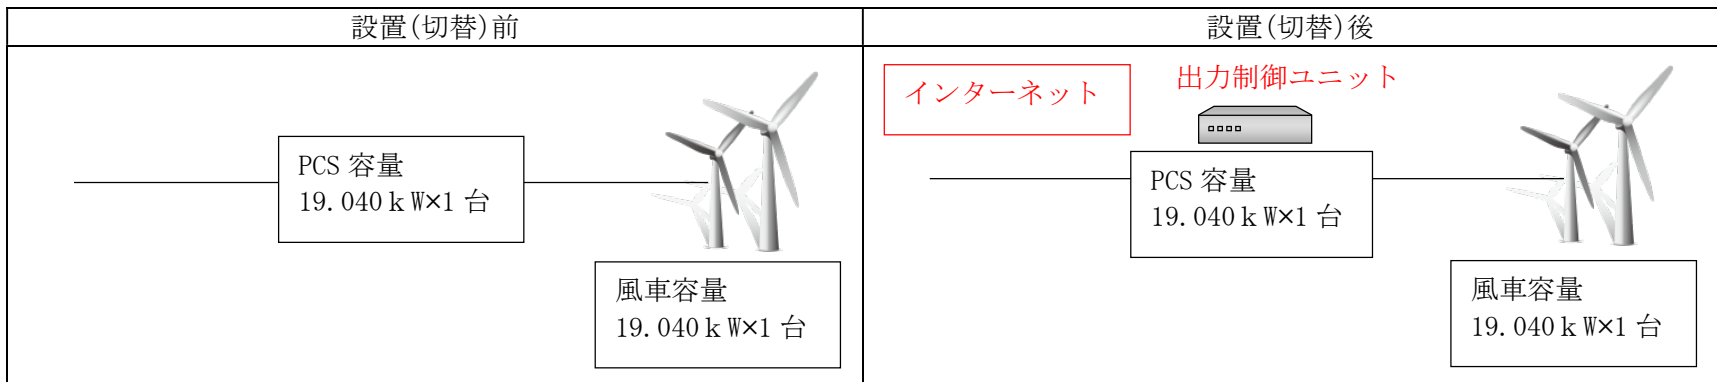 設置(切替)前
設置(切替)後
PCS 容量
19.040ｋW×1 台
風車容量
19.040ｋW×1 台
インターネット
出力制御ユニット
PCS 容量
19.040ｋW×1 台
風車容量
19.040ｋW×1 台